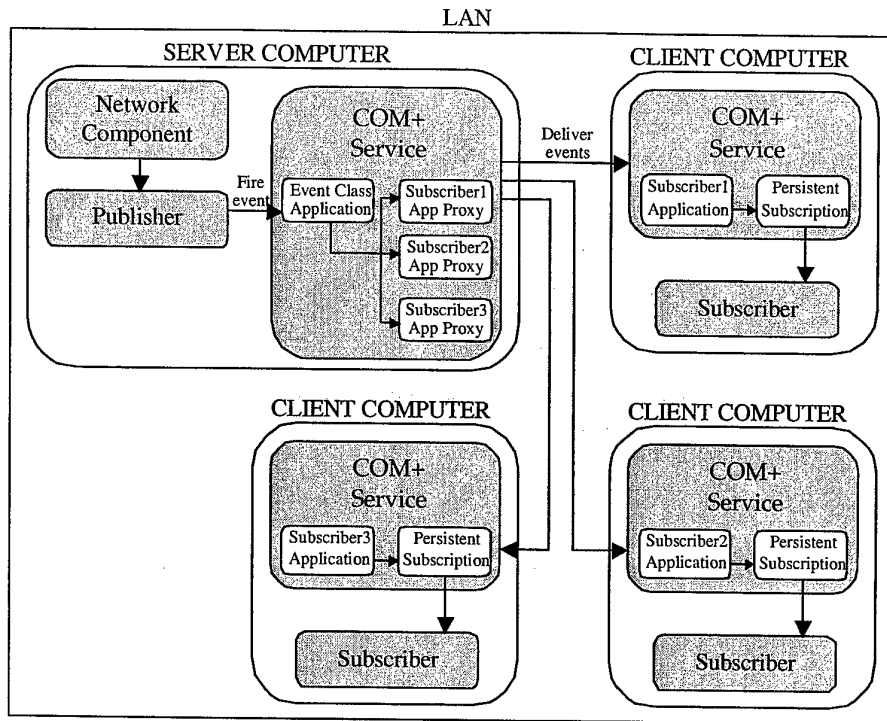 LAN
SERVER COMPUTER
Network
Component
Publisher
Fire
event
COM+
Service
Event Class
Application
Subscriber1
App Proxy
Subscriber2
App Proxy
Subscriber3
App Proxy
Deliver
events
CLIENT COMPUTER
COM+
Service
Subscriber1
Application
Persistent
Subscription
Subscriber
CLIENT COMPUTER
COM+
Service
Subscriber3
Application
Persistent
Subscription
Subscriber
CLIENT COMPUTER
COM+
Service
Subscriber2
Application
Persistent
Subscription
Subscriber